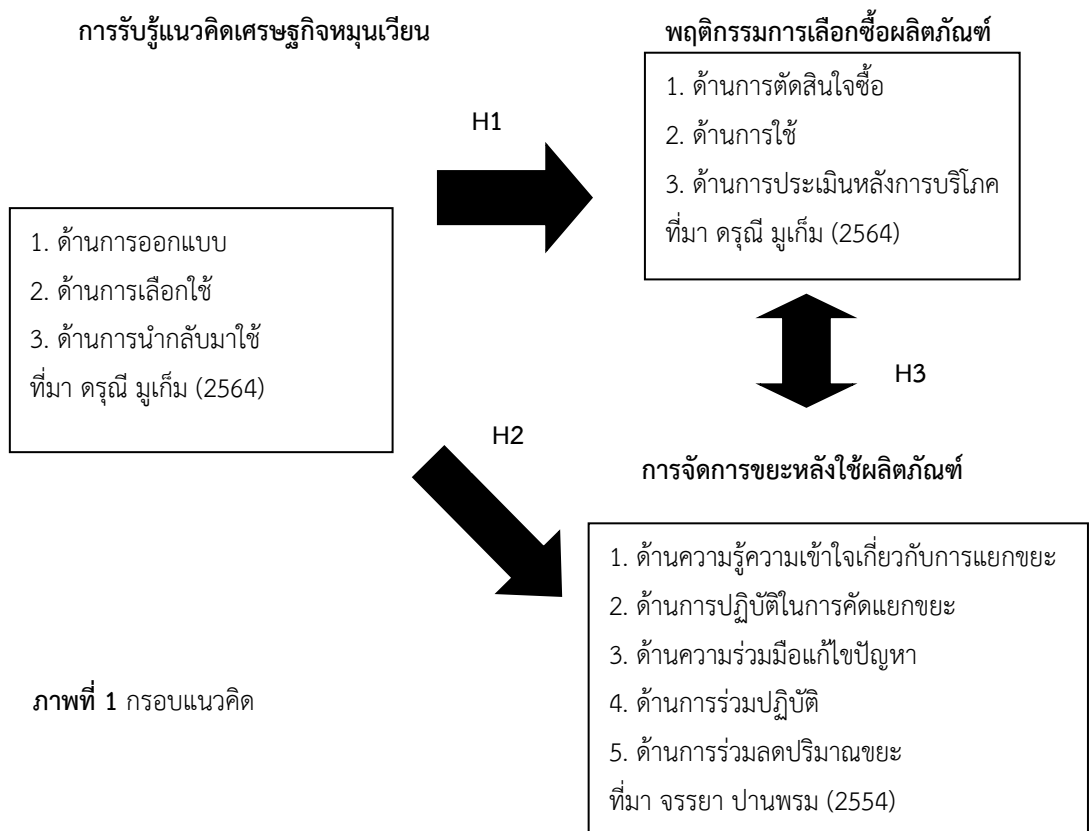 การรับรู้แนวคิดเศรษฐกิจหมุนเวียน
1. ด้านการออกแบบ
2. ด้านการเลือกใช้
3. ด้านการนำกลับมาใช้
ที่มา ดรุณี มูเก็ม (2564)
H1
พฤติกรรมการเลือกซื้อผลิตภัณฑ์
1. ด้านการตัดสินใจซื้อ
2. ด้านการใช้
3. ด้านการประเมินหลังการบริโภค
ที่มา ดรุณี มูเก็ม (2564)
H3
H2
การจัดการขยะหลังใช้ผลิตภัณฑ์
1. ด้านความรู้ความเข้าใจเกี่ยวกับการแยกขยะ
2. ด้านการปฏิบัติในการคัดแยกขยะ
3. ด้านความร่วมมือแก้ไขปัญหา
4. ด้านการร่วมปฏิบัติ
5. ด้านการร่วมลดปริมาณขยะ
ที่มา จรรยา ปานพรม (2554)
ภาพที่ 1 กรอบแนวคิด